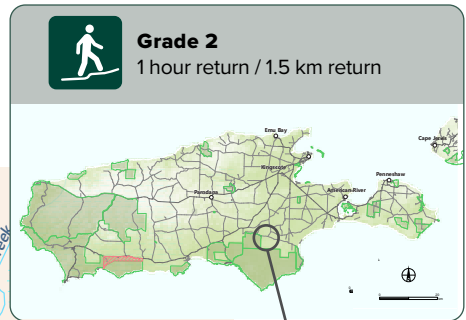 Grade 2
1 hour return / 1.5 km return
Emu Bay
Cape Jervis
Kingscote
Penneshaw
Parndana
American River